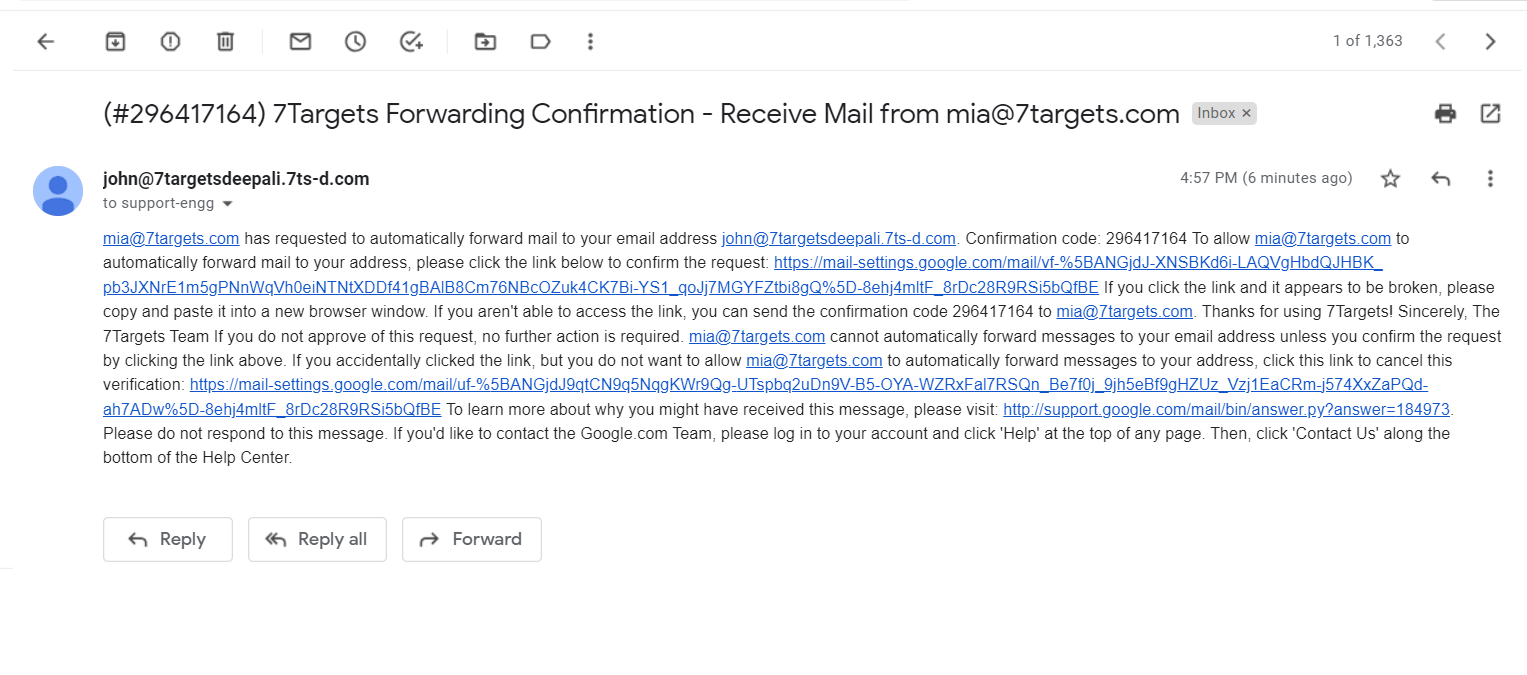 1 of 1,363
(#296417164) 7Targets Forwarding Confirmation - Receive Mail from mia@7targets.com Inbox ×
john@7targetsdeepali.7ts-d.com 4:57 PM (6 minutes ago)
to support-engg
mia@7targets.com has requested to automatically forward mail to your email address john@7targetsdeepali.7ts-d.com. Confirmation code: 296417164 To allow mia@7targets.com to
automatically forward mail to your address, please click the link below to confirm the request: https://mail-settings.google.com/mail/vf-%5BANGjdJ-XNSBKd6i-LAQVgHbdQJHBK_
pb3JXNrE1m5gPNnWqVh0eiNTNtXDDf41gBAlB8Cm76NBcOZuk4CK7Bi-YS1_qoJj7MGYFZtbi8gQ%5D-8ehj4mltF_8rDc28R9RSi5bQfBE If you click the link and it appears to be broken, please
copy and paste it into a new browser window. If you aren't able to access the link, you can send the confirmation code 296417164 to mia@7targets.com. Thanks for using 7Targets! Sincerely, The
7Targets Team If you do not approve of this request, no further action is required. mia@7targets.com cannot automatically forward messages to your email address unless you confirm the request
by clicking the link above. If you accidentally clicked the link, but you do not want to allow mia@7targets.com to automatically forward messages to your address, click this link to cancel this
verification: https://mail-settings.google.com/mail/uf-%5BANGjdJ9qtCN9q5NqgKWr9Qg-UTspbq2uDn9V-B5-OYA-WZRxFal7RSQn_Be7f0j_9jh5eBf9gHZUz_Vzj1EaCRm-j574XxZaPQd-
ah7ADw%5D-8ehj4mltF_8rDc28R9RSi5bQfBE To learn more about why you might have received this message, please visit: http://support.google.com/mail/bin/answer.py?answer=184973.
Please do not respond to this message. If you'd like to contact the Google.com Team, please log in to your account and click 'Help' at the top of any page. Then, click 'Contact Us' along the
bottom of the Help Center.
Reply Reply all Forward